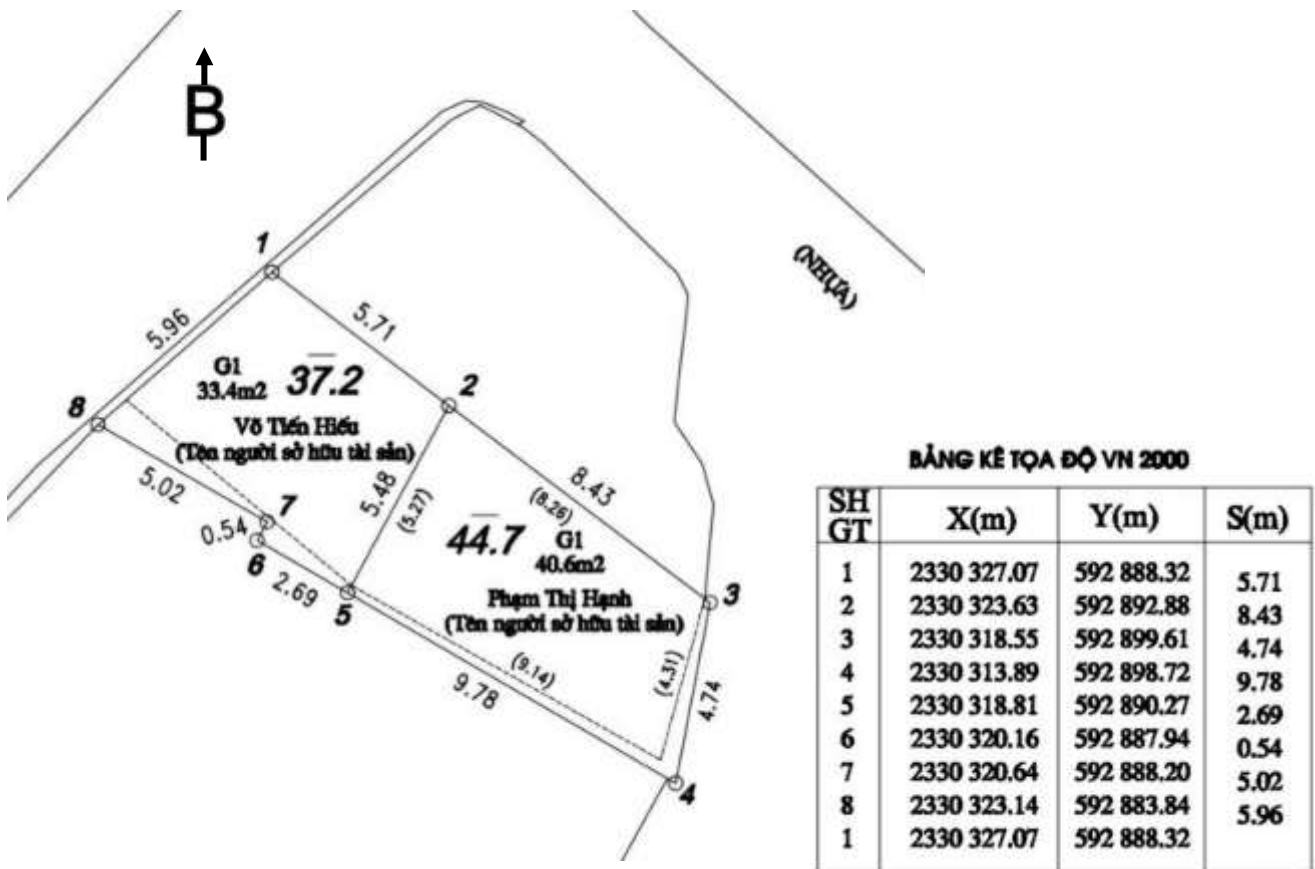 B
(NHỰA)
1
5.96
5.71
G1
33.4m2
37.2
2
8
Võ Tiến Hiếu
(Tên người sở hữu tài sản)
5.02
5.48
(5.27)
8.43
(8.26)
7
0.54
44.7
G1
40.6m2
6
2.69
5
Phạm Thị Hạnh
(Tên người sở hữu tài sản)
3
(9.14)
9.78
(4.31)
4.74
4
BẢNG KÊ TỌA ĐỘ VN 2000
SH GT X(m) Y(m) S(m)
1 2330 327.07 592 888.32
5.71
2 2330 323.63 592 892.88
8.43
3 2330 318.55 592 899.61
4.74
4 2330 313.89 592 898.72
9.78
5 2330 318.81 592 890.27
2.69
6 2330 320.16 592 887.94
0.54
7 2330 320.64 592 888.20
5.02
8 2330 323.14 592 883.84
5.96
1 2330 327.07 592 888.32